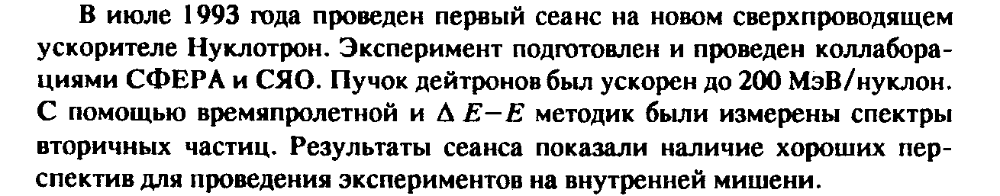 В июле 1993 года проведен первый сеанс на новом сверхпроводящем
ускорителе Нуклотрон. Эксперимент подготовлен и проведен коллабора-
циями СФЕРА и СЯО. Пучок дейтронов был ускорен до 200 МэВ/нуклон.
С помощью времяпролетной и Δ E−E методик были измерены спектры
вторичных частиц. Результаты сеанса показали наличие хороших пер-
спектив для проведения экспериментов на внутренней мишени.